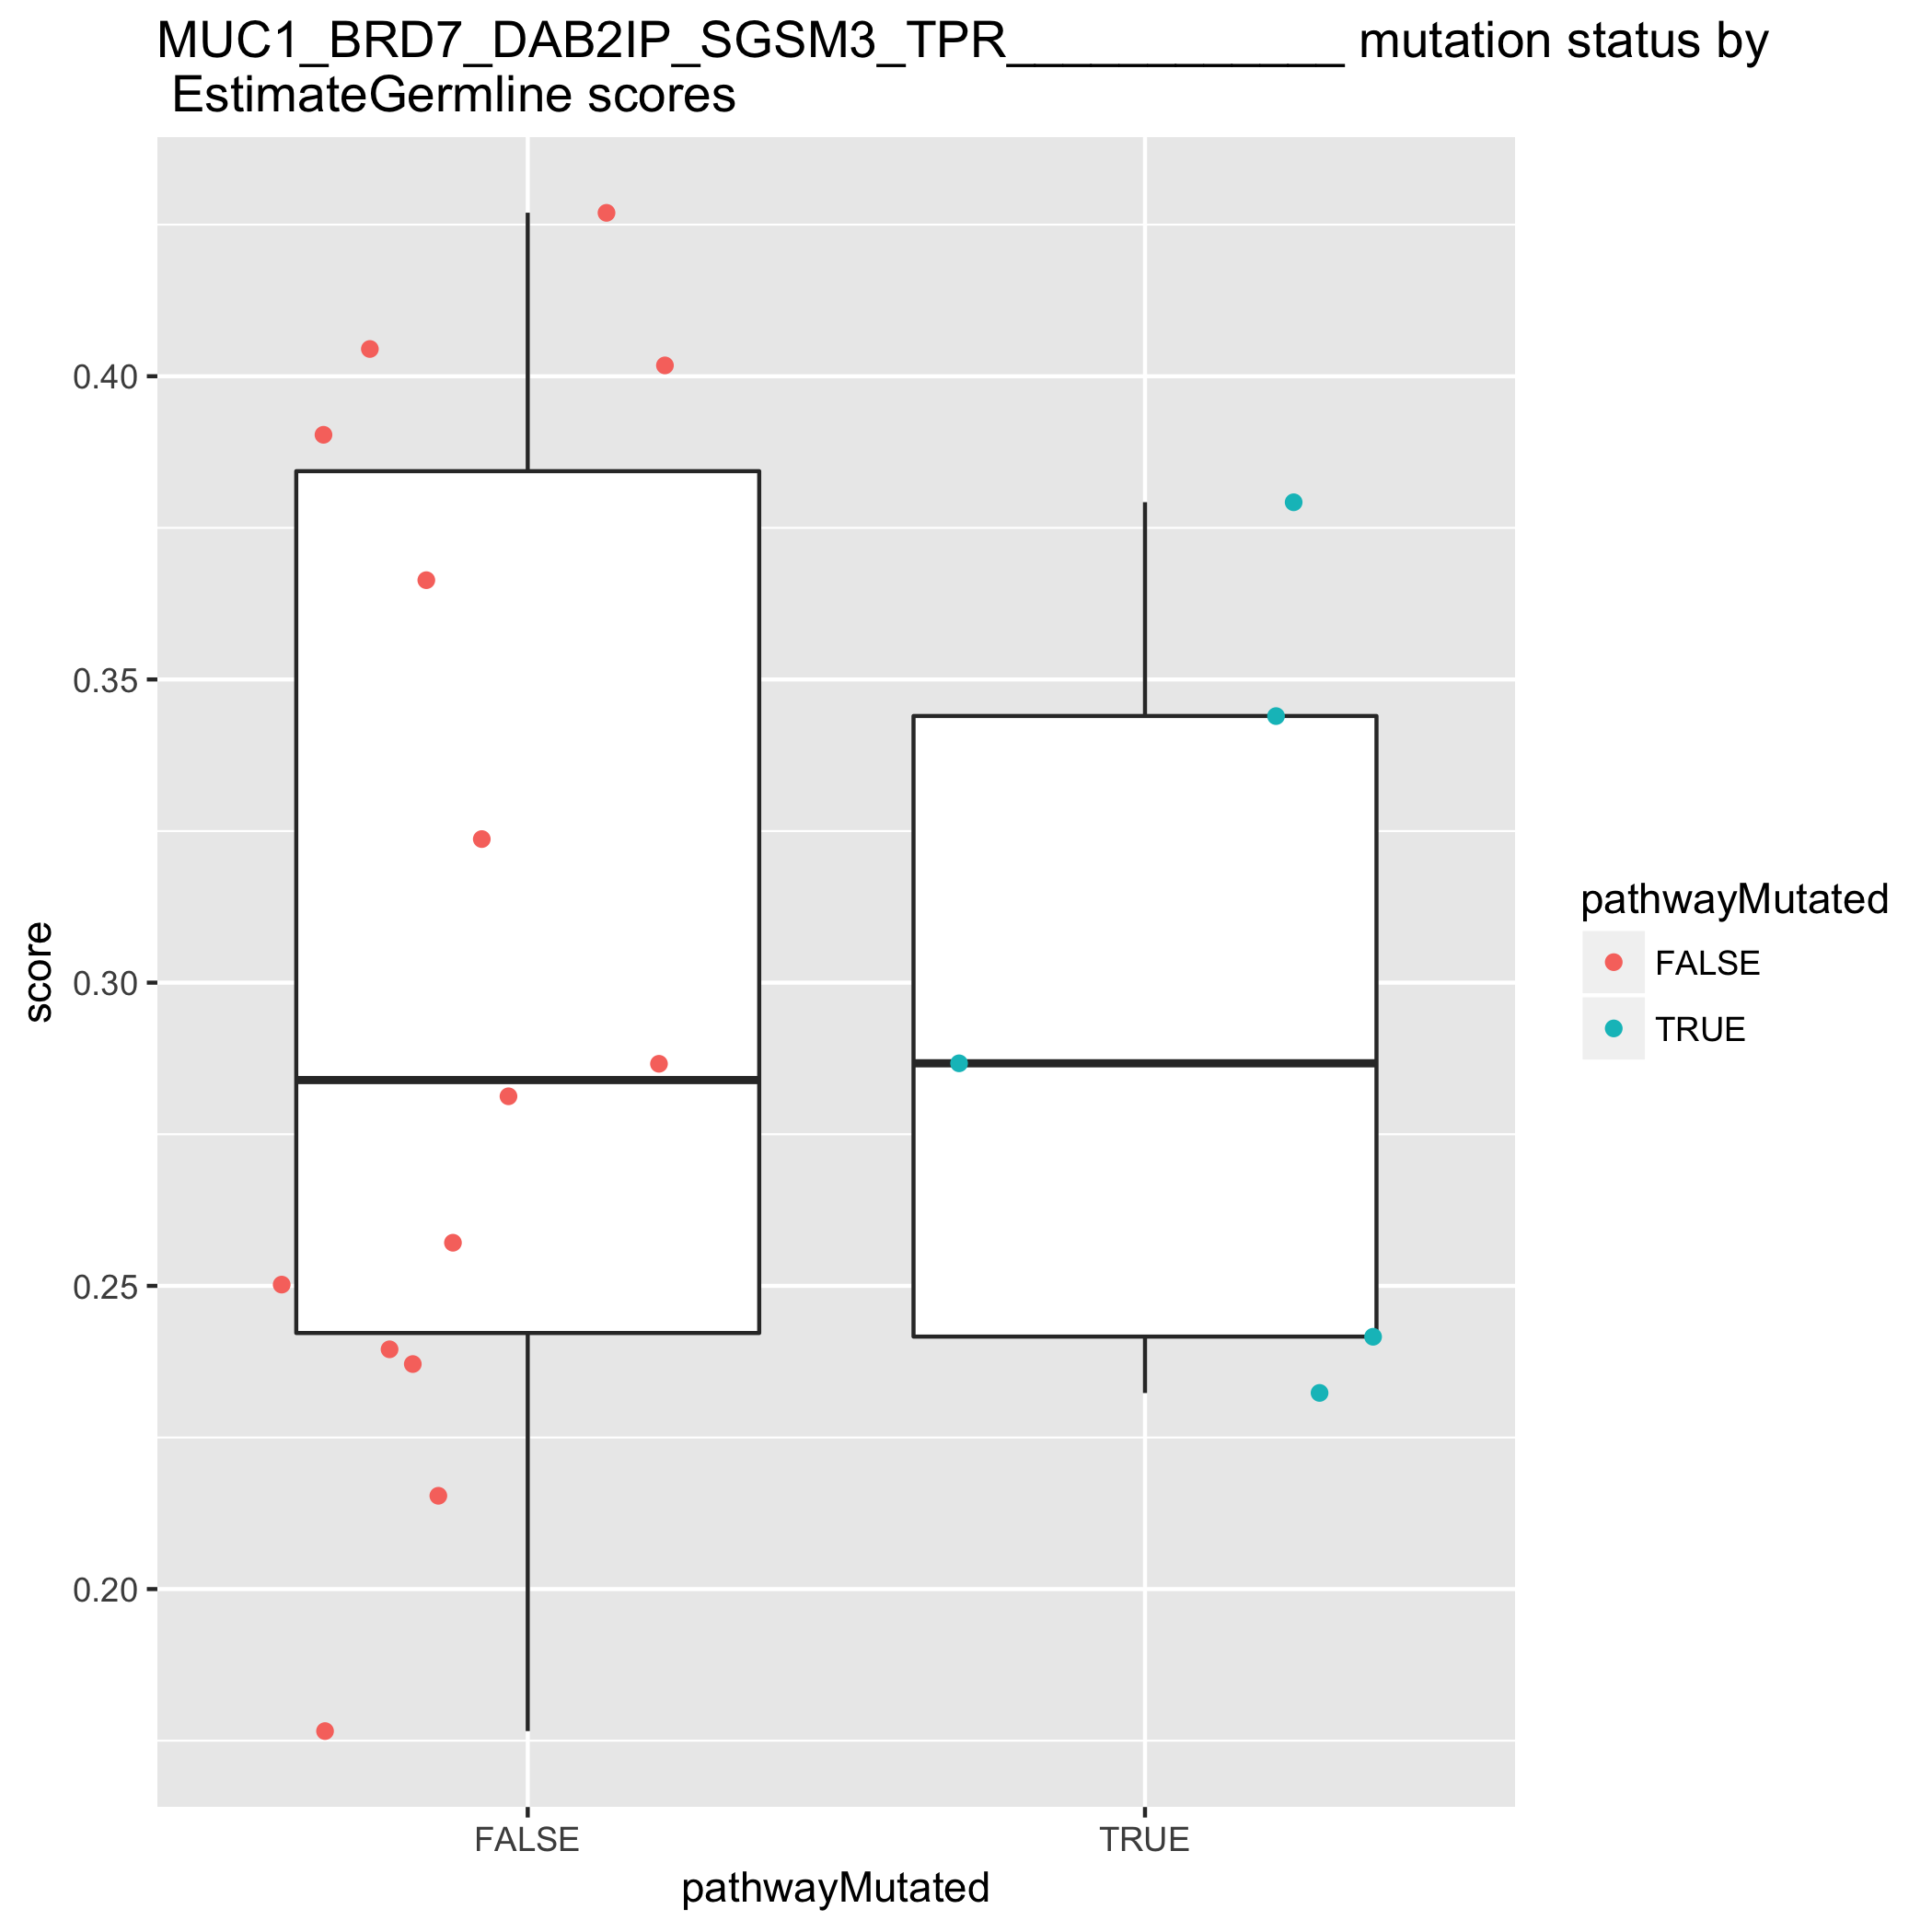 MUC1_BRD7_DAB2IP_SGSM3_TPR____________ mutation status by
EstimateGermline scores
0.40
0.35
0.30
0.25
0.20
score
FALSE
TRUE
pathwayMutated
pathwayMutated
FALSE
TRUE